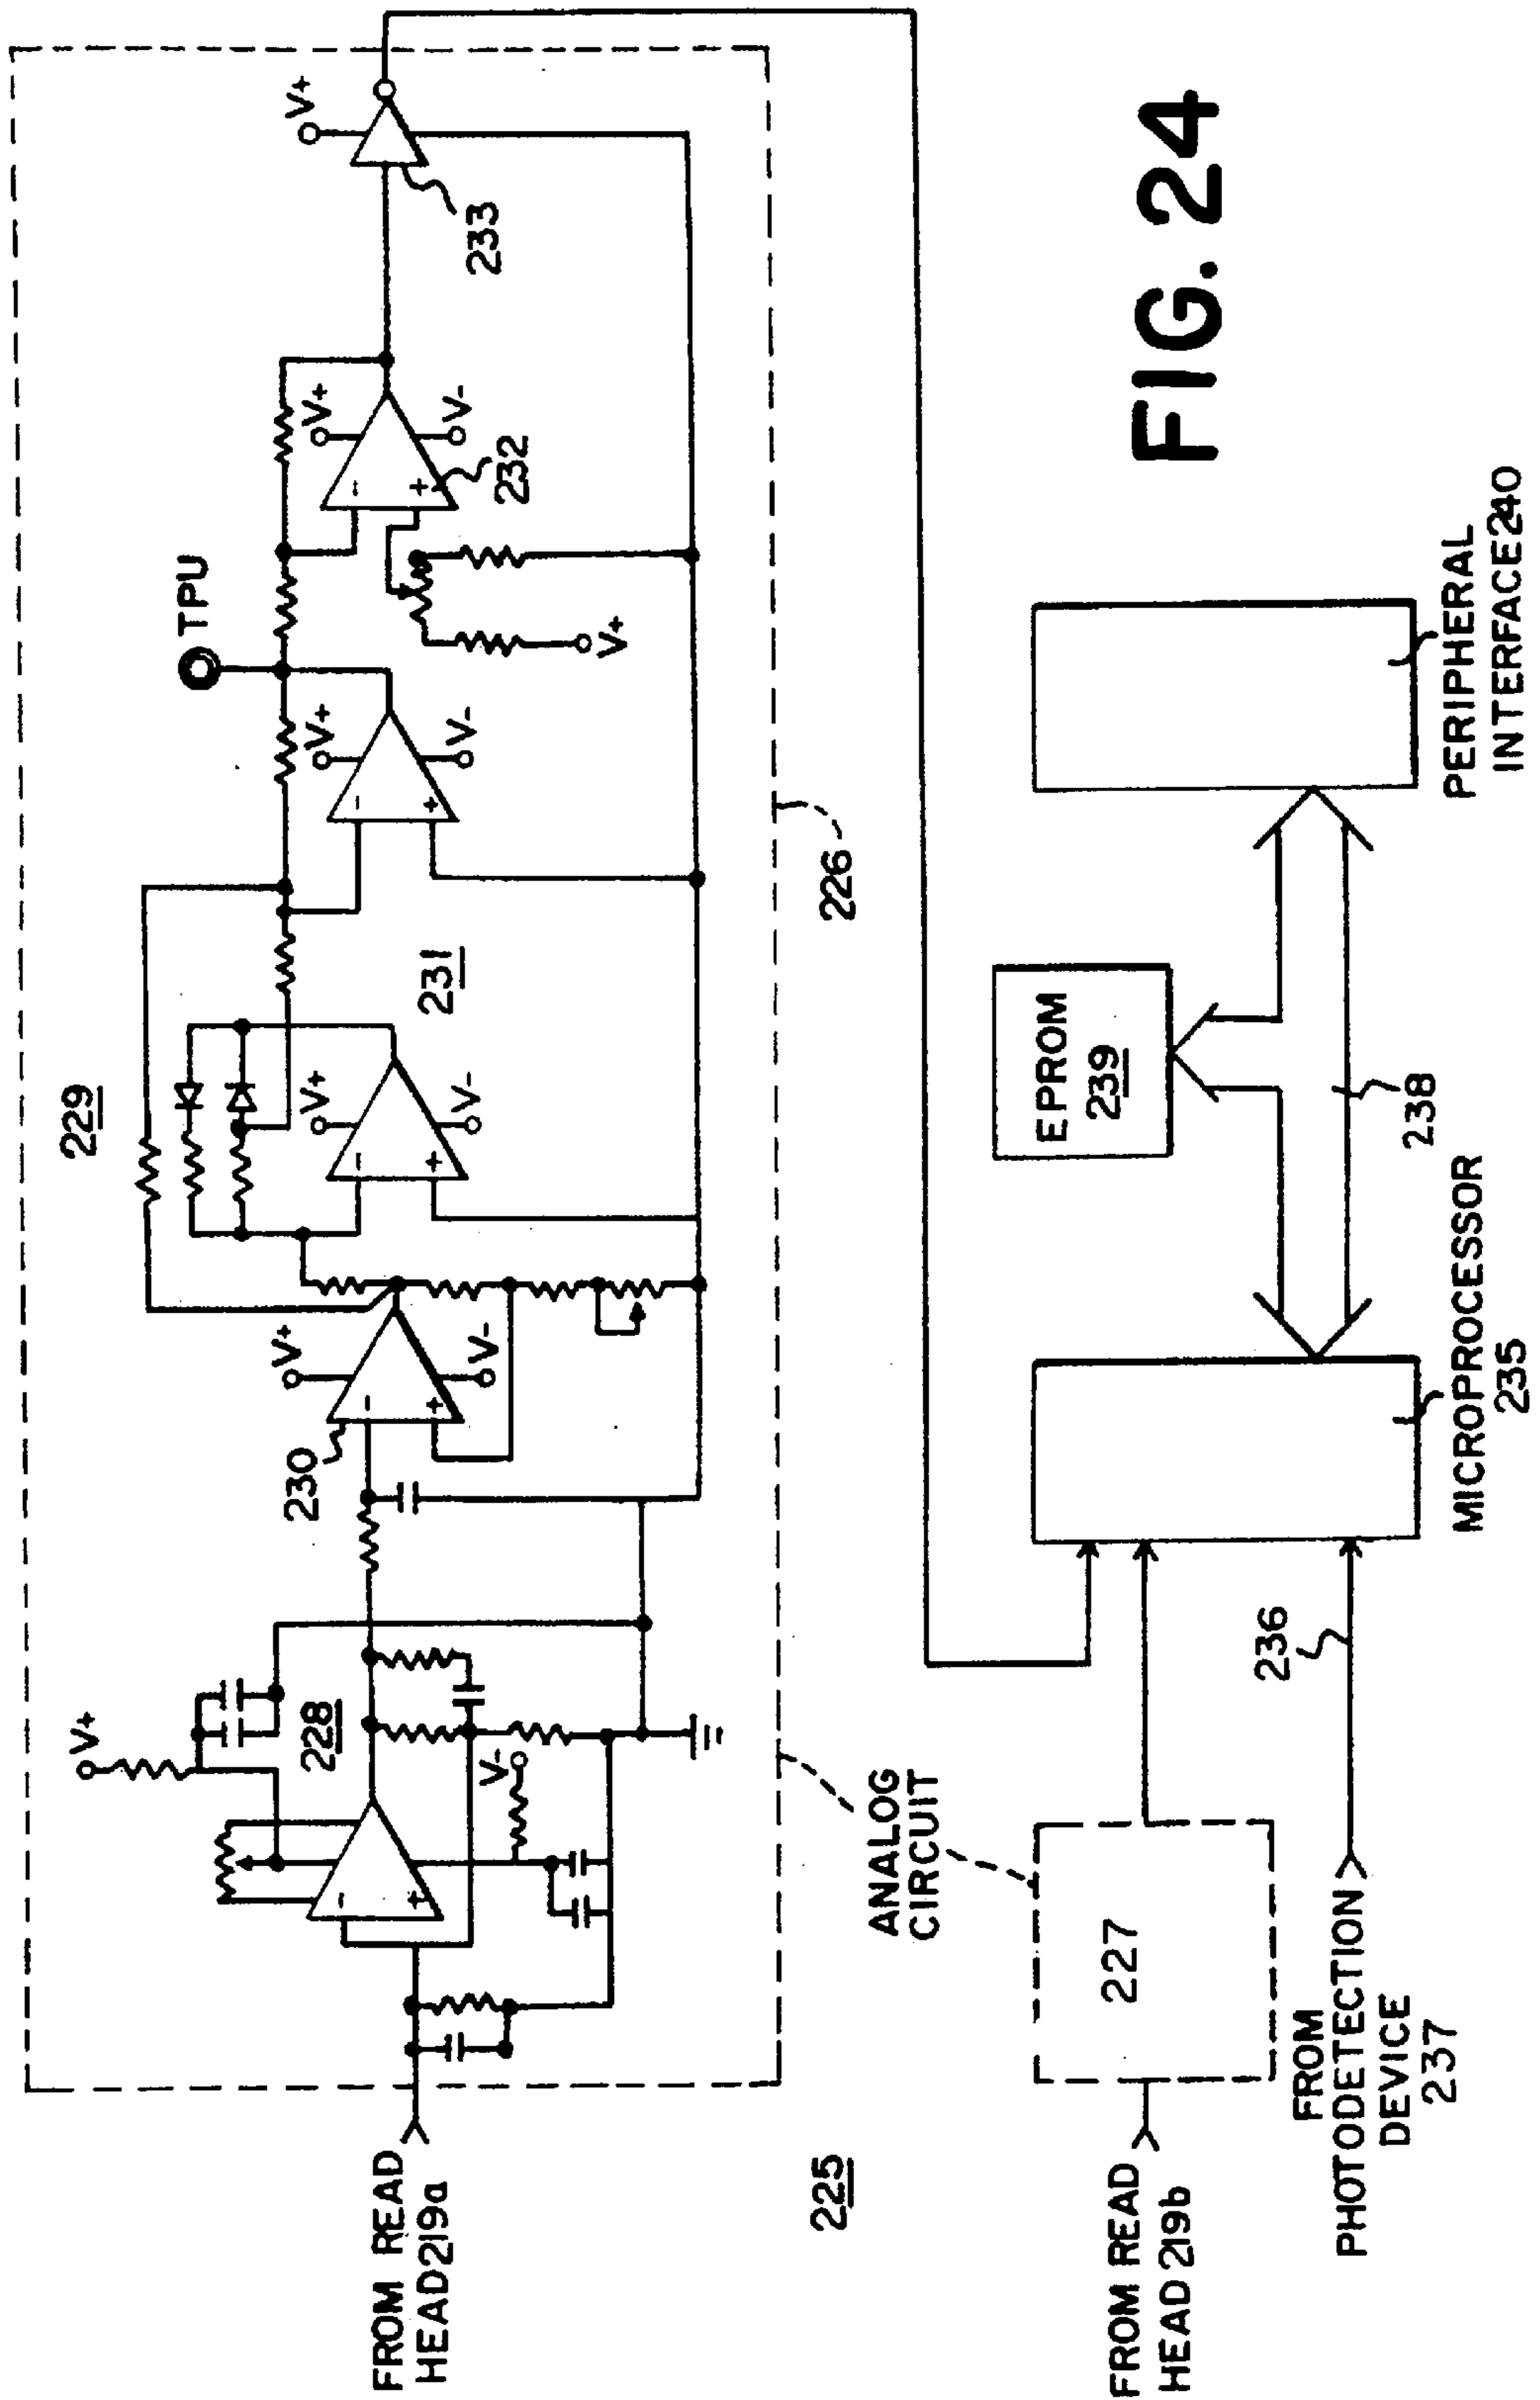 V+
V+
V+
V+
V+
V+
TPU
V+
228
229
230
231
232
233
V-
V-
V-
V-
V-
V+
226
FROM READ
HEAD 219a
225
ANALOG
CIRCUIT
227
FROM READ
HEAD 219b
FROM
PHOTODETECTION
DEVICE
237
236
MICROPROCESSOR
235
EPROM
239
238
PERIPHERAL
INTERFACE 240
FIG. 24
-
+
-
+
-
+
-
+
-
+